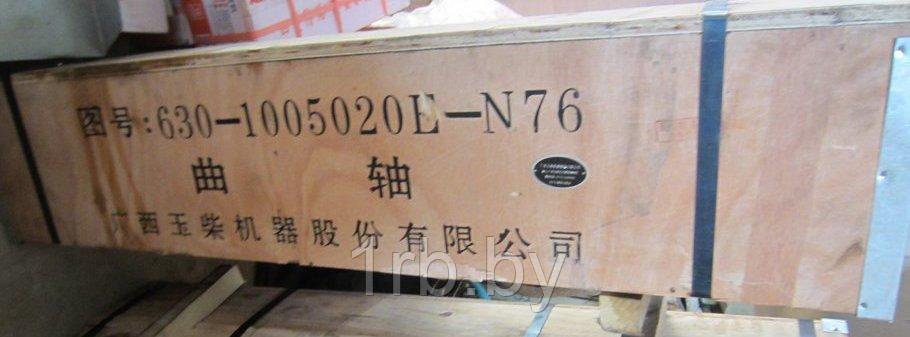 图号:630-1005020E-N76
曲轴
广西玉柴机器股份有限公司
1rb.by